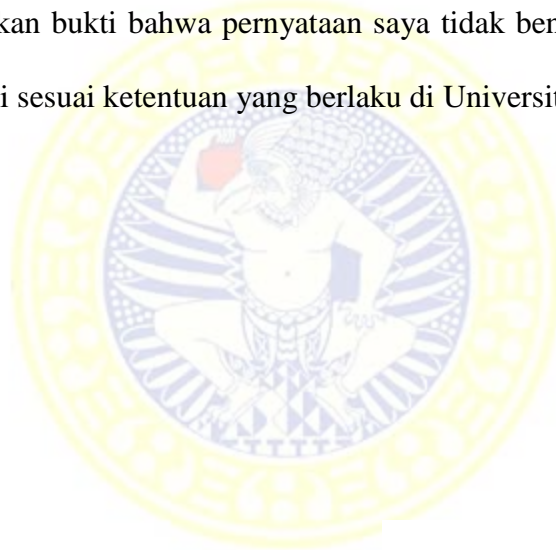 kan bukti bahwa pernyataan saya tidak ben
i sesuai ketentuan yang berlaku di Universit